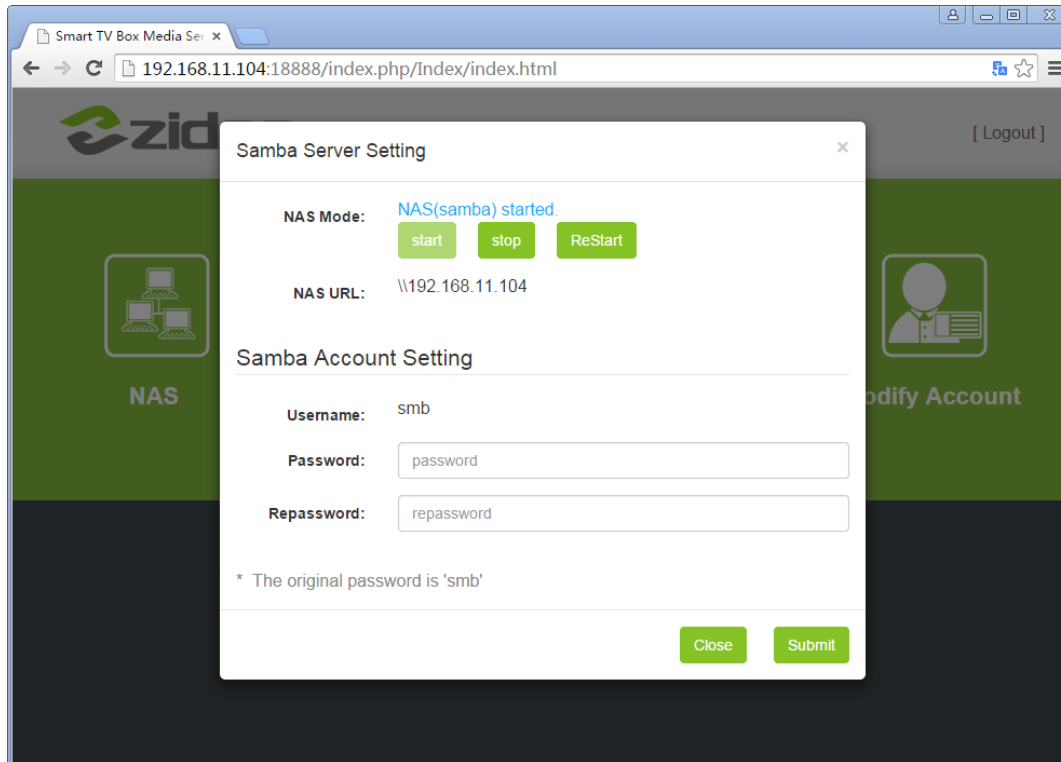 Smart TV Box Media Se
192.168.11.104:18888/index.php/Index/index.html
zid
[ Logout ]
Samba Server Setting
×
NAS Mode:
NAS(samba) started.
start stop ReStart
NAS URL: \\192.168.11.104
NAS
odify Account
Samba Account Setting
Username: smb
Password: password
Repassword: repassword
* The original password is 'smb'
Close Submit